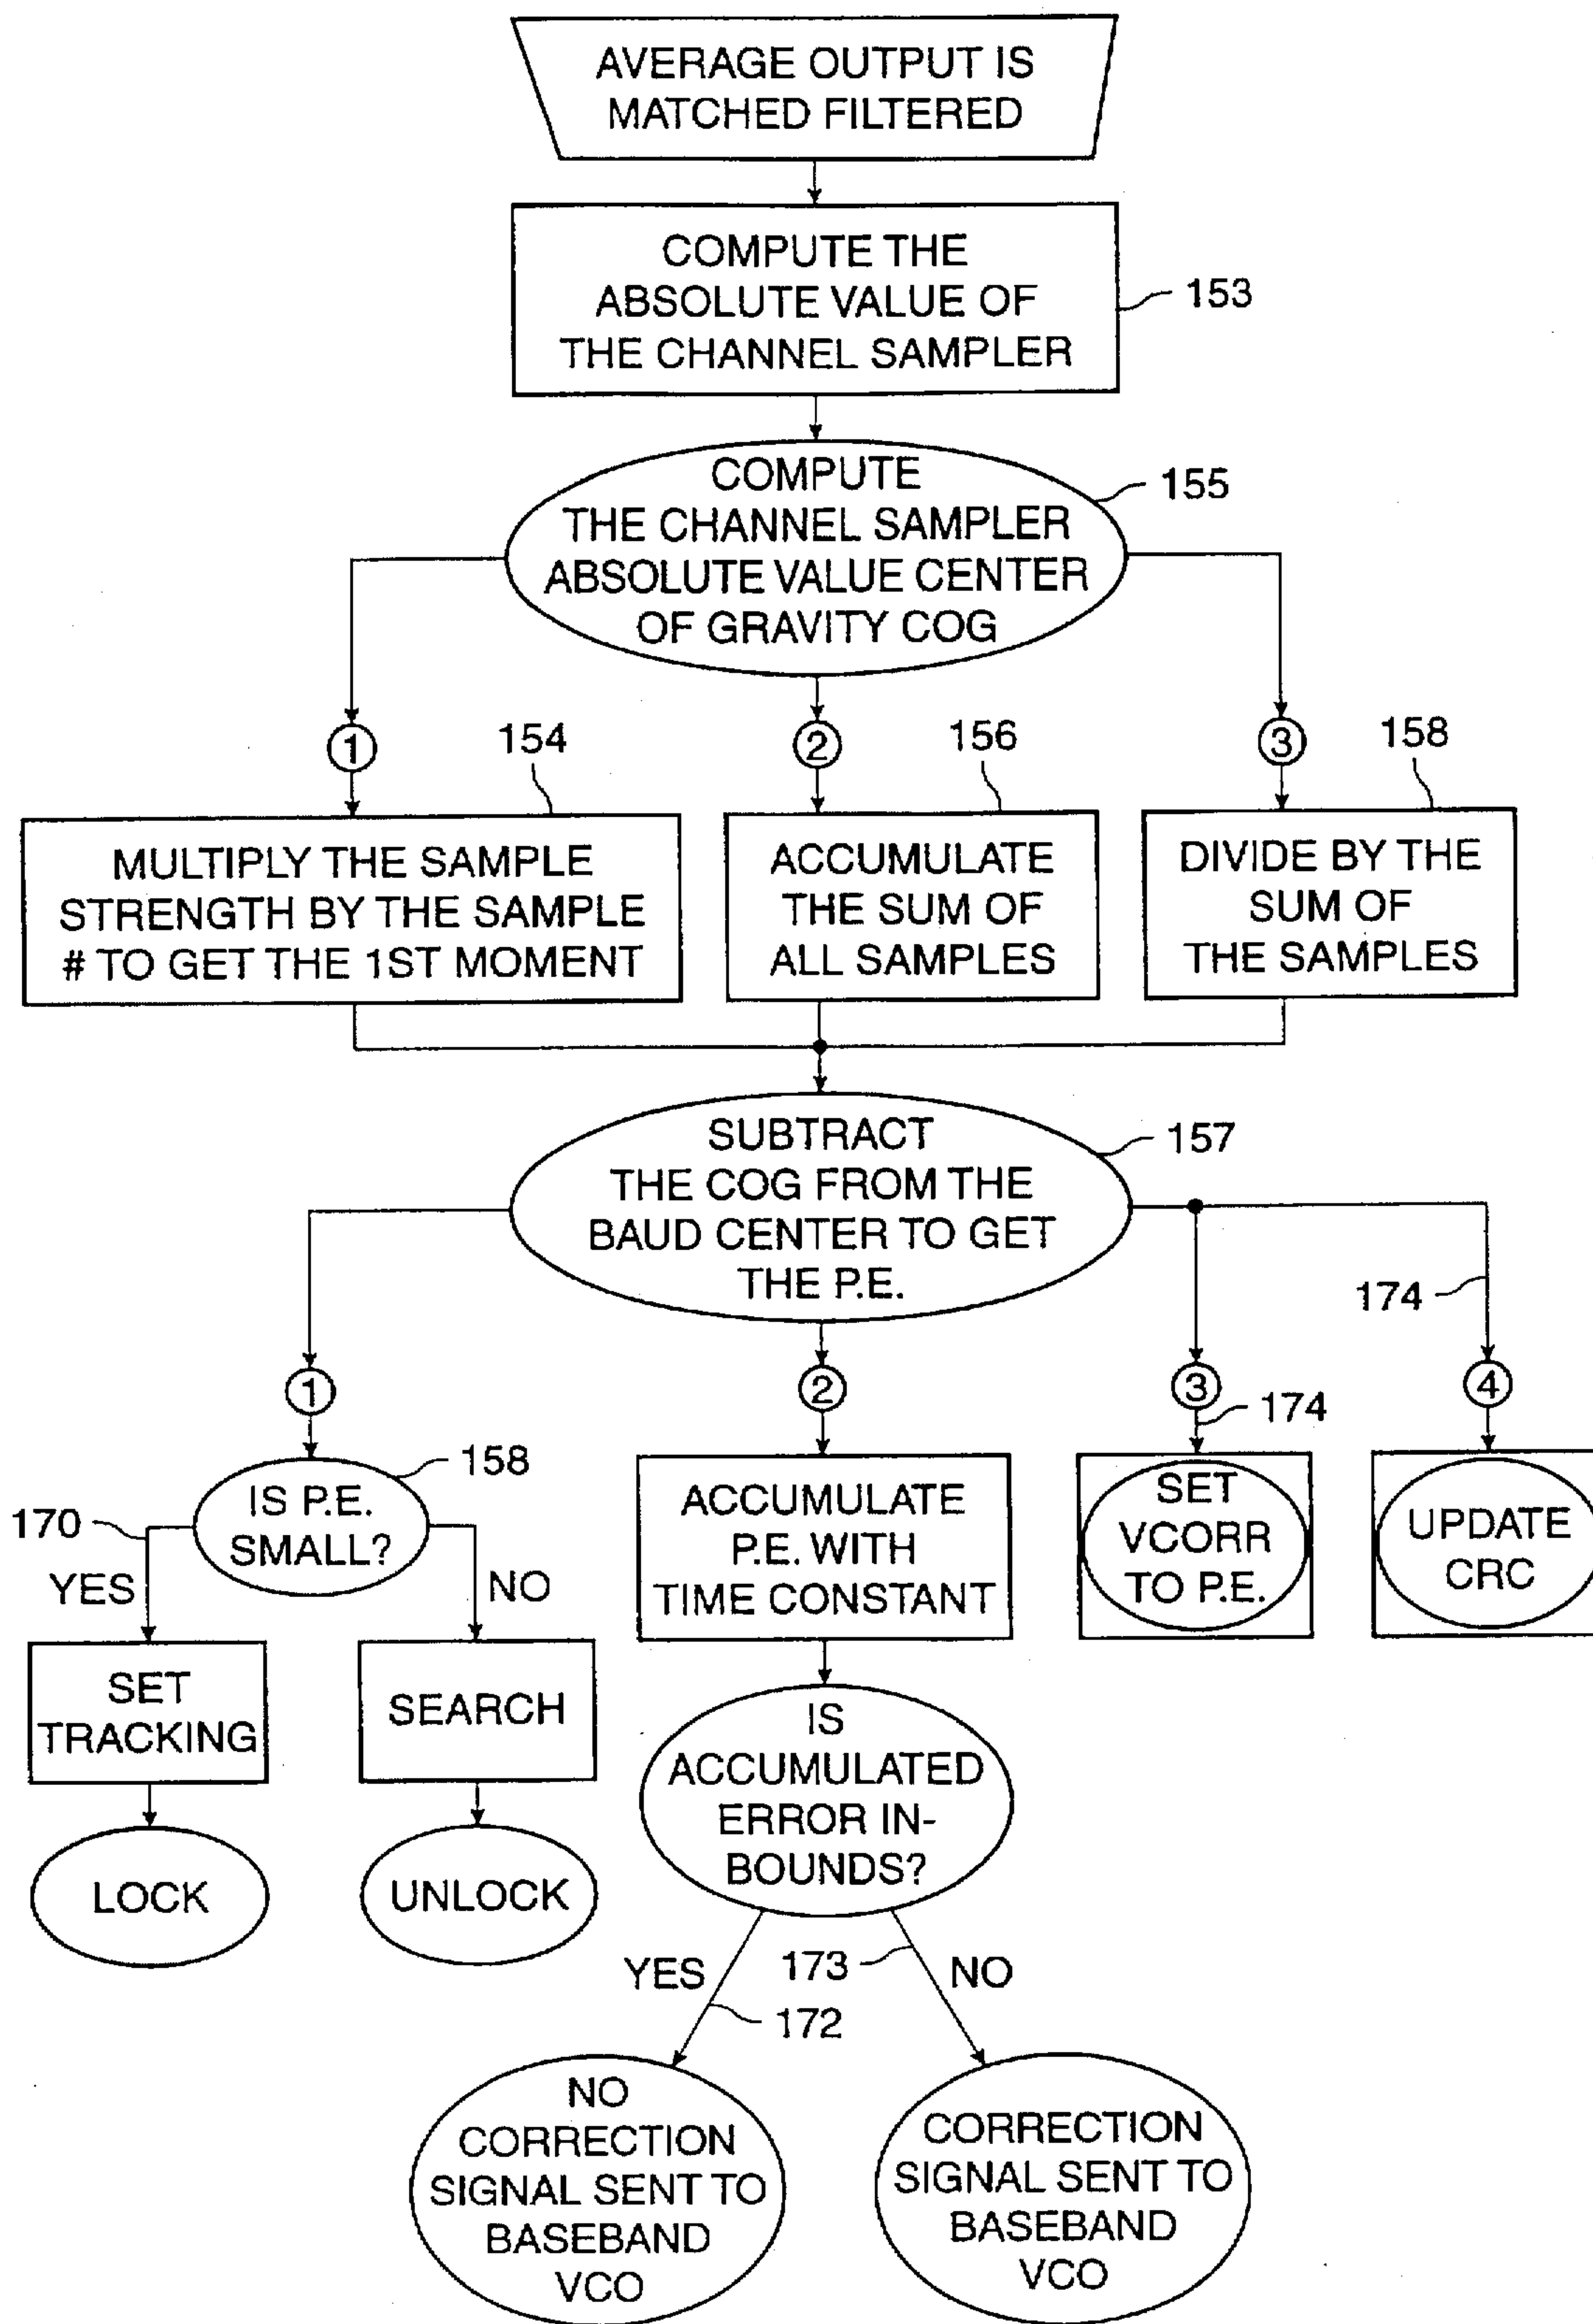 AVERAGE OUTPUT IS
MATCHED FILTERED
COMPUTE THE
ABSOLUTE VALUE OF
THE CHANNEL SAMPLER
153
COMPUTE
THE CHANNEL SAMPLER
ABSOLUTE VALUE CENTER
OF GRAVITY COG
155
1
154
2
156
3
158
MULTIPLY THE SAMPLE
STRENGTH BY THE SAMPLE
# TO GET THE 1ST MOMENT
ACCUMULATE
THE SUM OF
ALL SAMPLES
DIVIDE BY THE
SUM OF
THE SAMPLES
SUBTRACT
THE COG FROM THE
BAUD CENTER TO GET
THE P.E.
157
174
1
2
3
4
174
158
IS P.E.
SMALL?
170
YES
NO
ACCUMULATE
P.E. WITH
TIME CONSTANT
SET
VCORR
TO P.E.
UPDATE
CRC
SET
TRACKING
SEARCH
IS
ACCUMULATED
ERROR IN-
BOUNDS?
LOCK
UNLOCK
YES
173
NO
172
NO
CORRECTION
SIGNAL SENT TO
BASEBAND
VCO
CORRECTION
SIGNAL SENT TO
BASEBAND
VCO